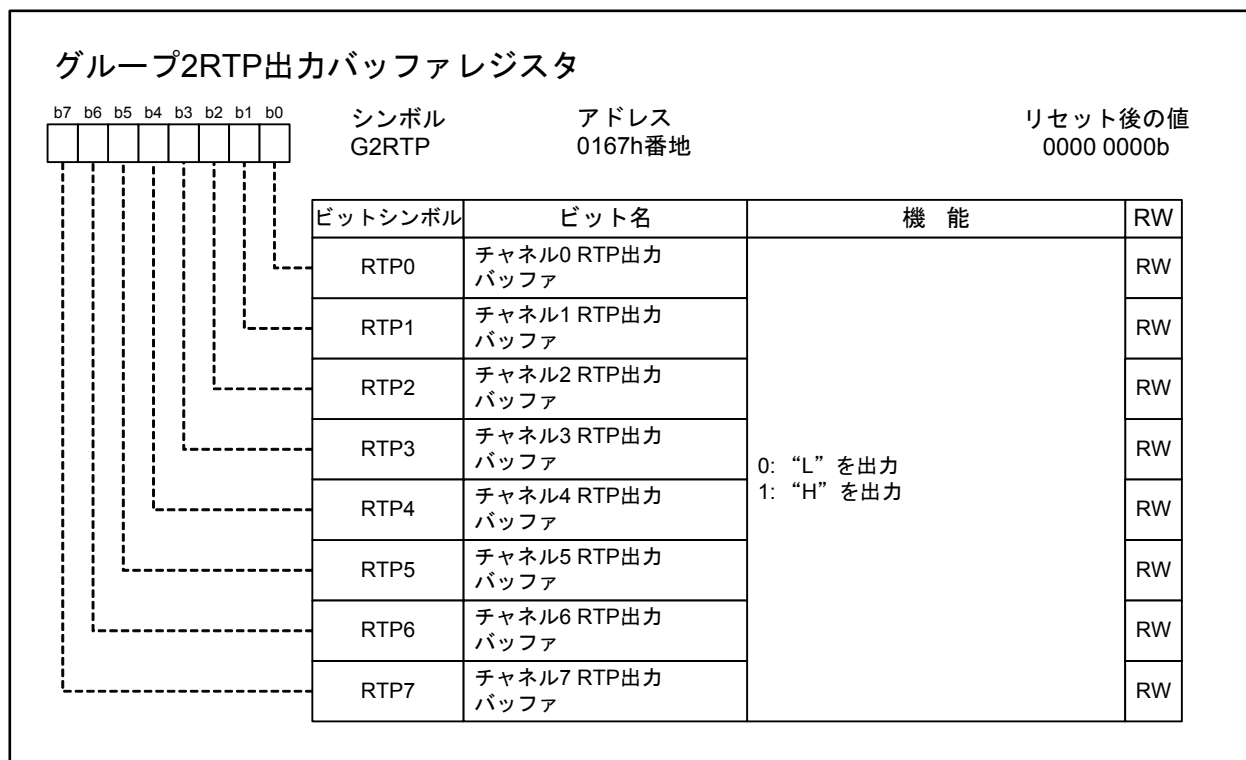 グループ2RTP出力バッファレジスタ
b7 b6 b5 b4 b3 b2 b1 b0
シンボル アドレス リセット後の値
G2RTP 0167h番地 0000 0000b
ビットシンボル ビット名 機 能 RW
RTP0 チャネル0 RTP出力 RW
バッファ
RTP1 チャネル1 RTP出力 RW
バッファ
RTP2 チャネル2 RTP出力 RW
バッファ
RTP3 チャネル3 RTP出力 RW
バッファ
0: “L”を出力
1: “H”を出力
RTP4 チャネル4 RTP出力 RW
バッファ
RTP5 チャネル5 RTP出力 RW
バッファ
RTP6 チャネル6 RTP出力 RW
バッファ
RTP7 チャネル7 RTP出力 RW
バッファ